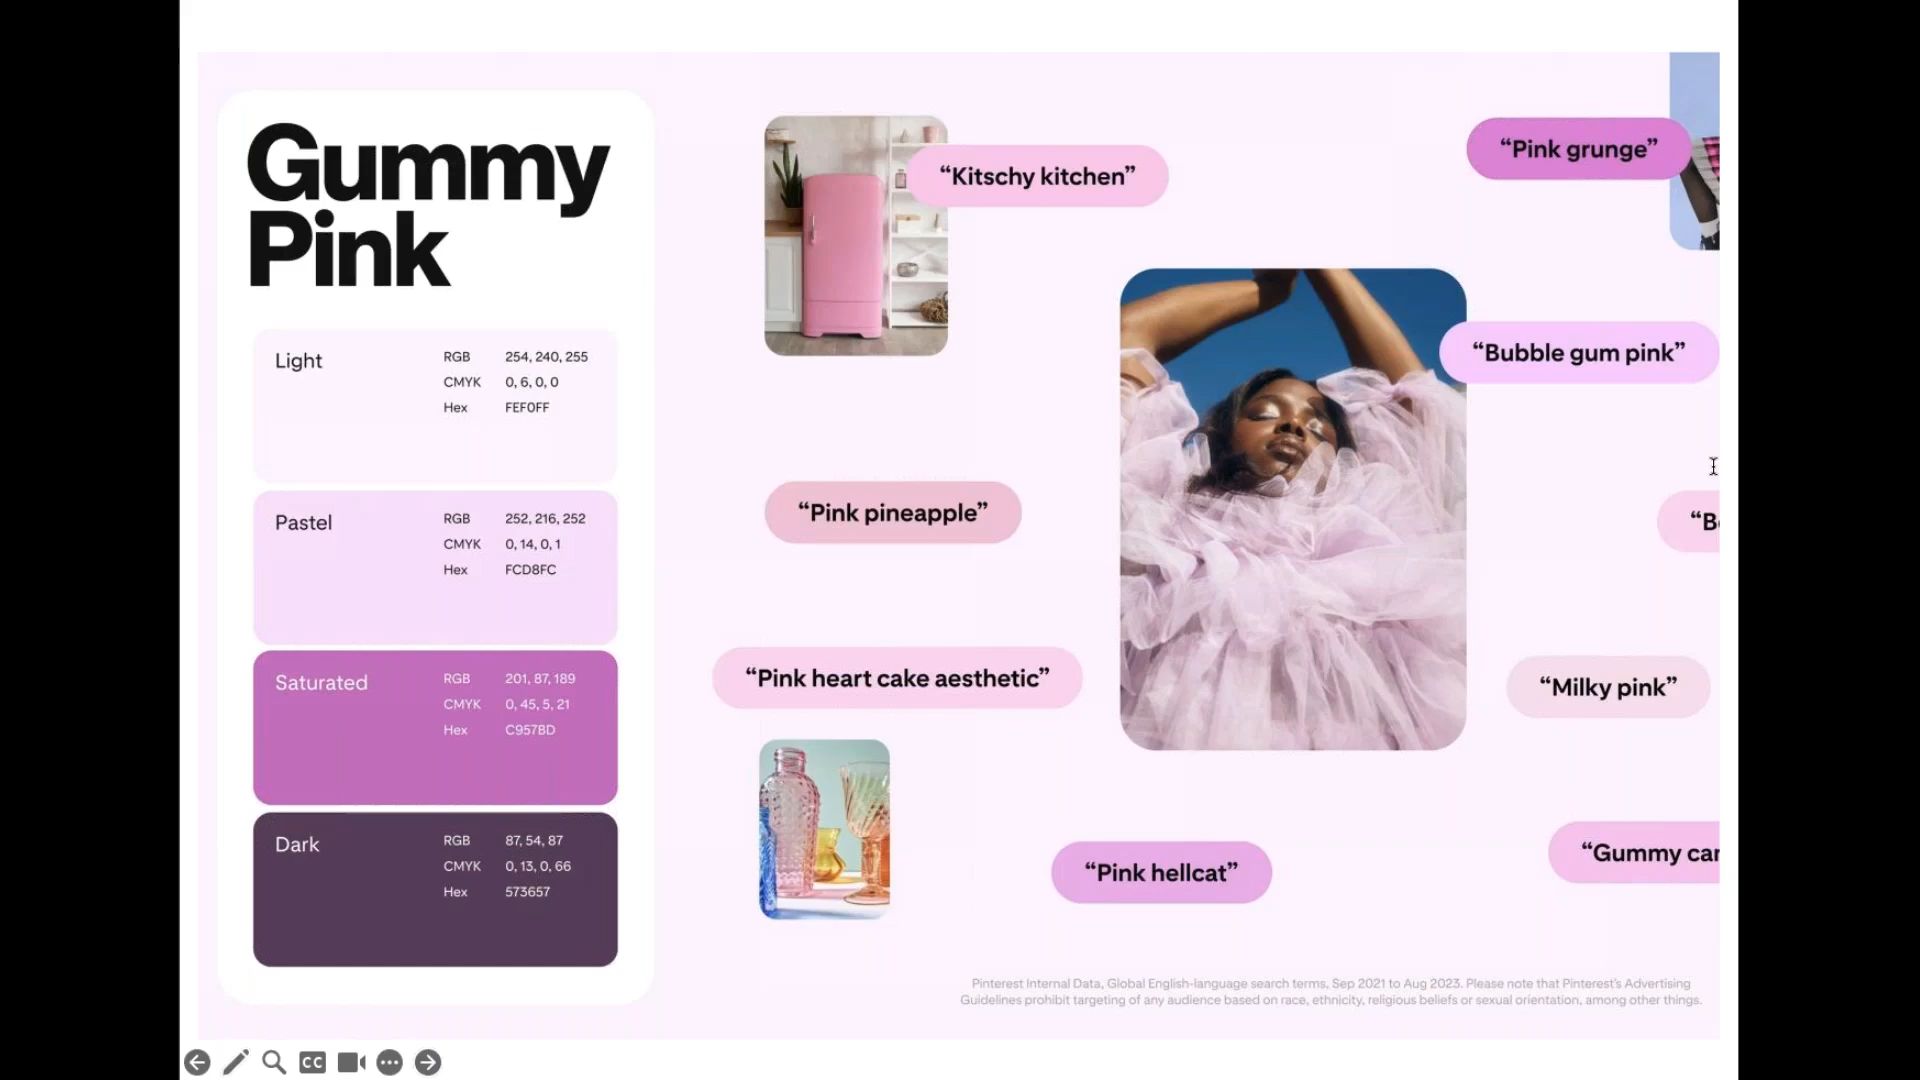 Gummy
Pink
Light
RGB 254, 240, 255
CMYK 0, 6, 0, 0
Hex FEF0FF
Pastel
RGB 252, 216, 252
CMYK 0, 14, 0, 1
Hex FCD8FC
Saturated
RGB 201, 87, 189
CMYK 0, 45, 5, 21
Hex C957BD
Dark
RGB 87, 54, 87
CMYK 0, 13, 0, 66
Hex 573657
“Kitschy kitchen”
“Pink grunge”
“Bubble gum pink”
“Pink pineapple”
“Pink heart cake aesthetic”
“Milky pink”
“Gummy
“Pink hellcat”
Pinterest Internal Data, Global English-language search terms, Sep 2021 to Aug 2023. Please note that Pinterest’s Advertising
Guidelines prohibit targeting of any audience based on race, ethnicity, religious beliefs or sexual orientation, among other things.
CC